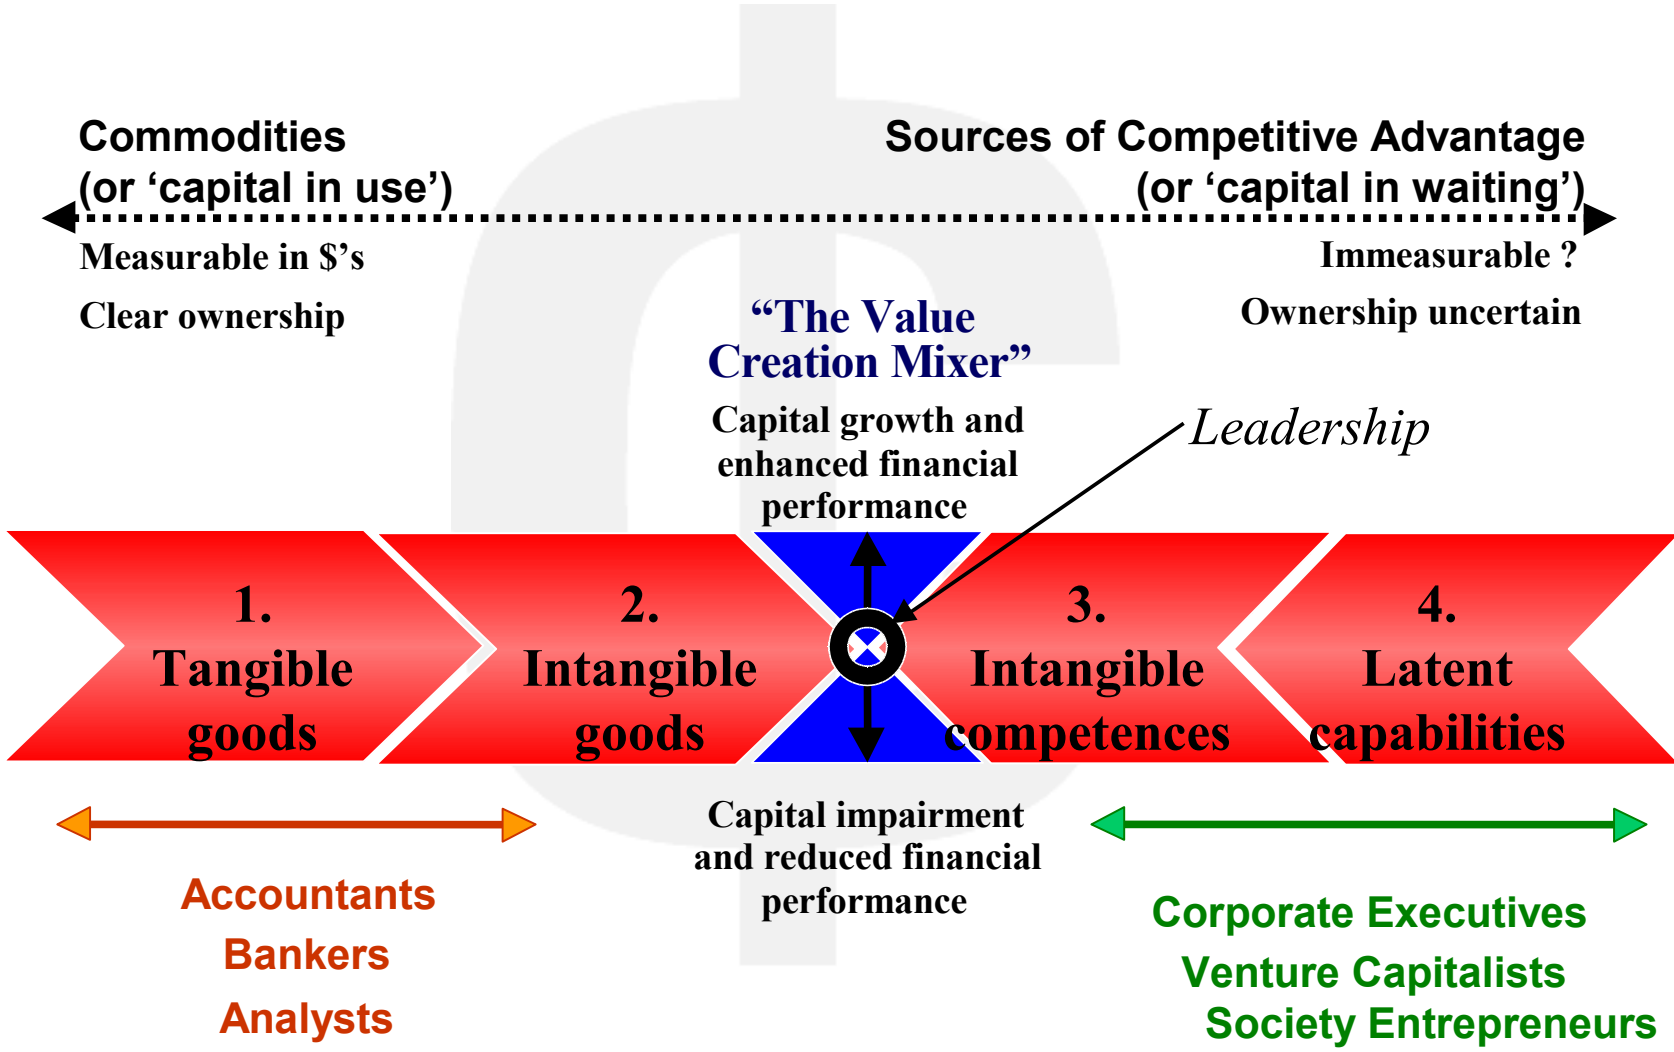 Commodities
(or ‘capital in use’)
Sources of Competitive Advantage
(or ‘capital in waiting’)
Measurable in $’s
Clear ownership
Immeasurable ?
Ownership uncertain
“The Value
Creation Mixer”
Capital growth and
enhanced financial
performance
Leadership
1.
Tangible
goods
2.
Intangible
goods
3.
Intangible
competences
4.
Latent
capabilities
Capital impairment
and reduced financial
performance
Accountants
Bankers
Analysts
Corporate Executives
Venture Capitalists
Society Entrepreneurs